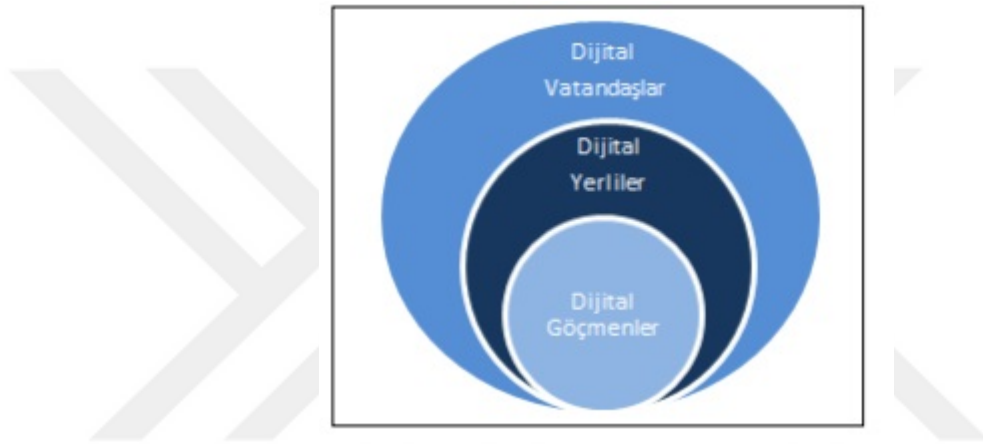 Dijital
Vatandaşlar
Dijital
Yerliler
Dijital
Göçmenler